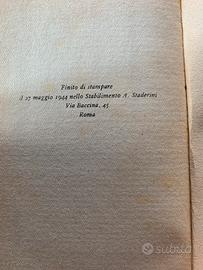 Finito di stampare
il 27 maggio 1944 nello Stabilimento A. Staderini
Via Baccina, 45
Roma
subito